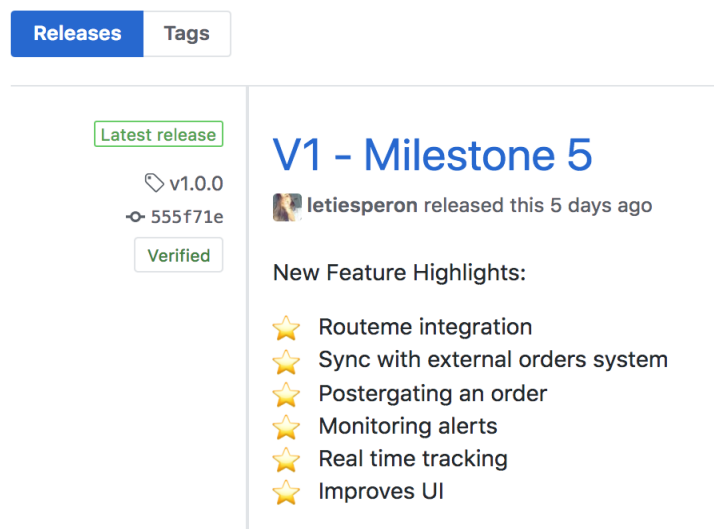 Releases Tags
Latest release
v1.0.0
555f71e
Verified
V1 - Milestone 5
letiesperon released this 5 days ago
New Feature Highlights:
⭐ Routeme integration
⭐ Sync with external orders system
⭐ Postergating an order
⭐ Monitoring alerts
⭐ Real time tracking
⭐ Improves UI